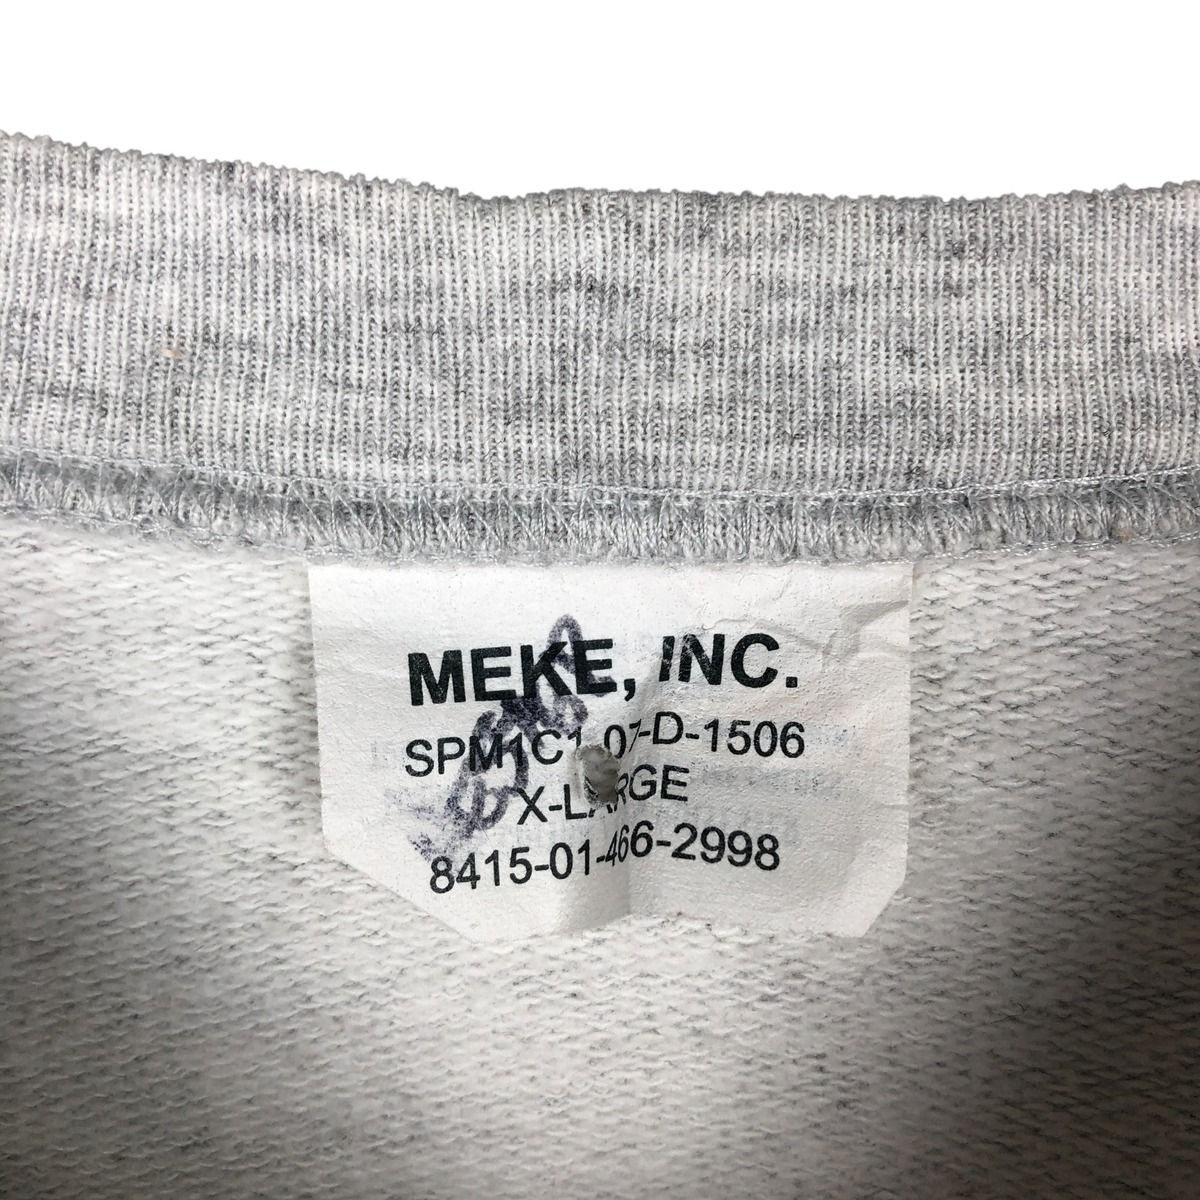 MEKE, INC.
SPM1C1-07-D-1506
X-LARGE
8415-01-466-2998